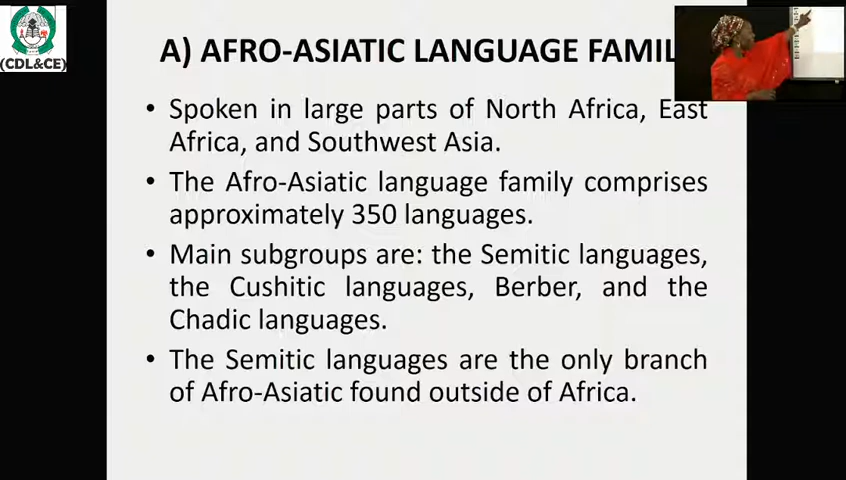 (CDL&CE)
A) AFRO-ASIATIC LANGUAGE FAMIL
• Spoken in large parts of North Africa, East
Africa, and Southwest Asia.
• The Afro-Asiatic language family comprises
approximately 350 languages.
• Main subgroups are: the Semitic languages,
the Cushitic languages, Berber, and the
Chadic languages.
• The Semitic languages are the only branch
of Afro-Asiatic found outside of Africa.